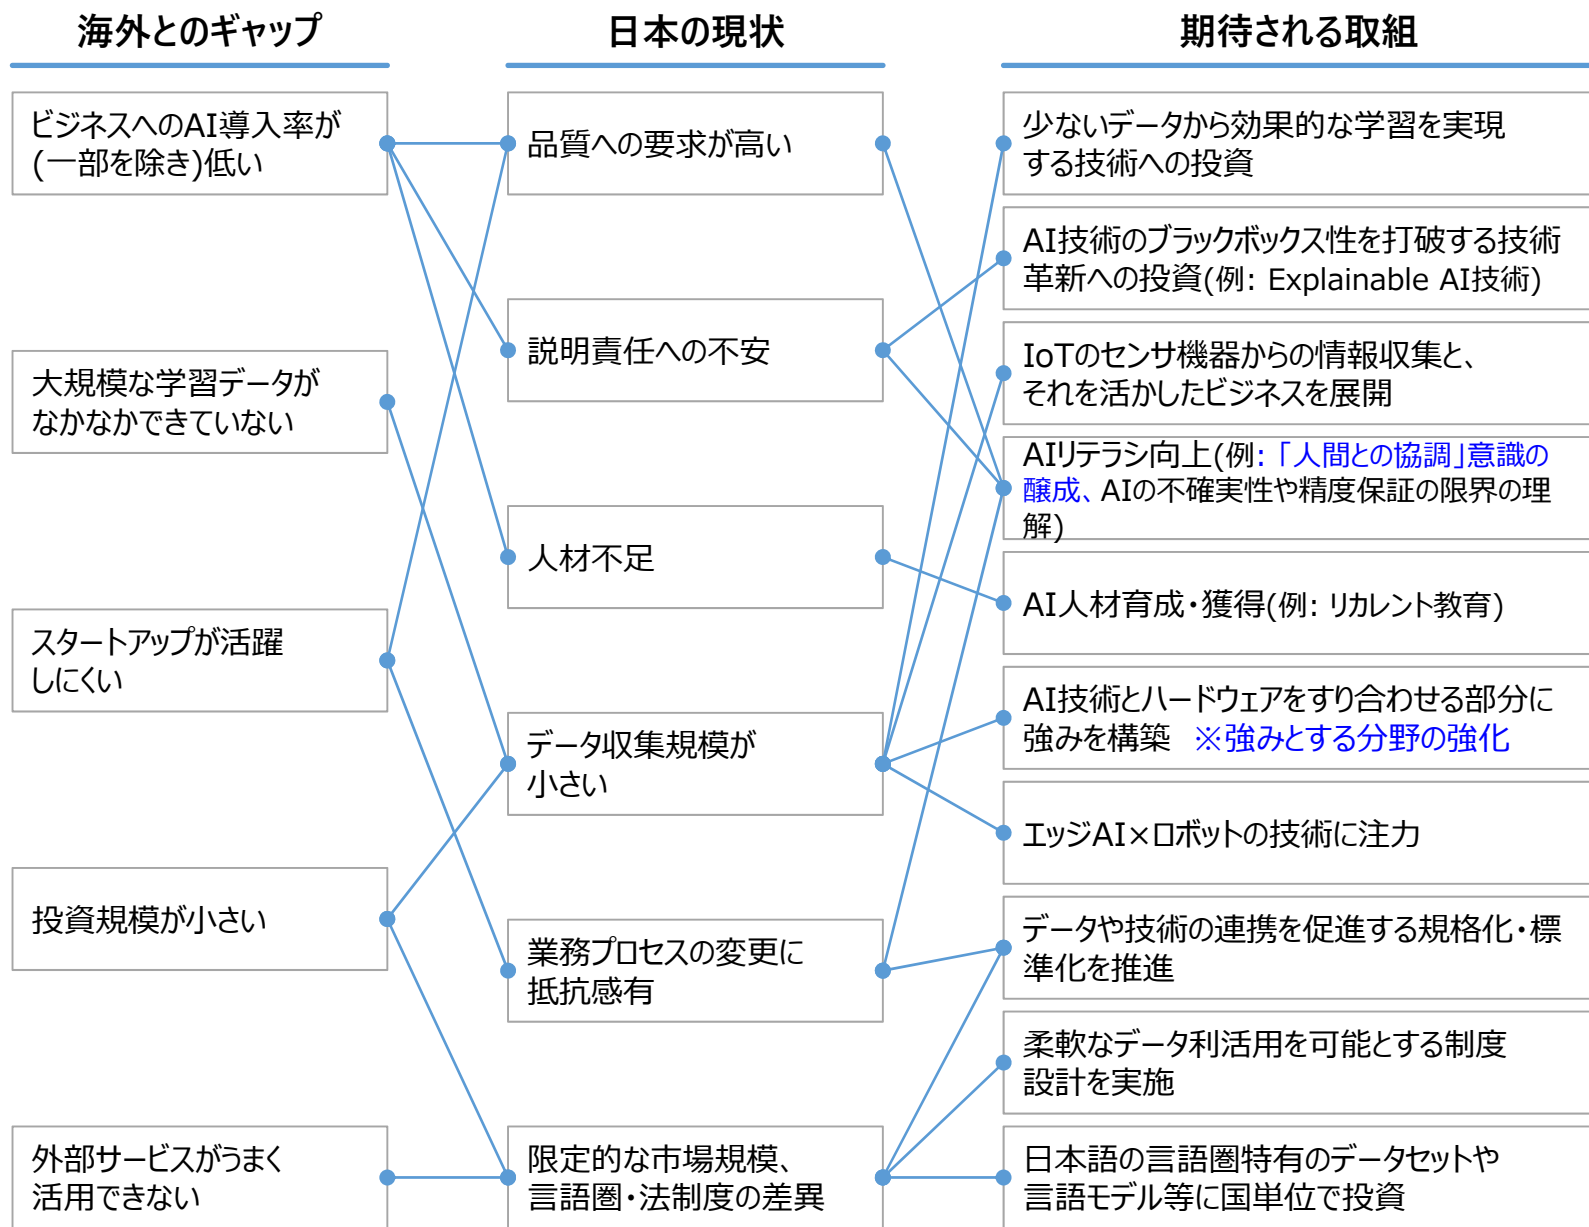 海外とのギャップ
ビジネスへのAI導入率が
(一部を除き)低い
大規模な学習データが
なかなかできていない
スタートアップが活躍
しにくい
投資規模が小さい
外部サービスがうまく
活用できない
日本の現状
品質への要求が高い
説明責任への不安
人材不足
データ収集規模が
小さい
業務プロセスの変更に
抵抗感有
限定的な市場規模、
言語圏・法制度の差異
期待される取組
少ないデータから効果的な学習を実現
する技術への投資
AI技術のブラックボックス性を打破する技術
革新への投資(例: Explainable AI技術)
IoTのセンサ機器からの情報収集と、
それを活かしたビジネスを展開
AIリテラシ向上(例: 「人間との協調」意識の
醸成、AIの不確実性や精度保証の限界の理
解)
AI人材育成・獲得(例: リカレント教育)
AI技術とハードウェアをすり合わせる部分に
強みを構築 ※強みとする分野の強化
エッジAI×ロボットの技術に注力
データや技術の連携を促進する規格化・標
準化を推進
柔軟なデータ利活用を可能とする制度
設計を実施
日本語の言語圏特有のデータセットや
言語モデル等に国単位で投資